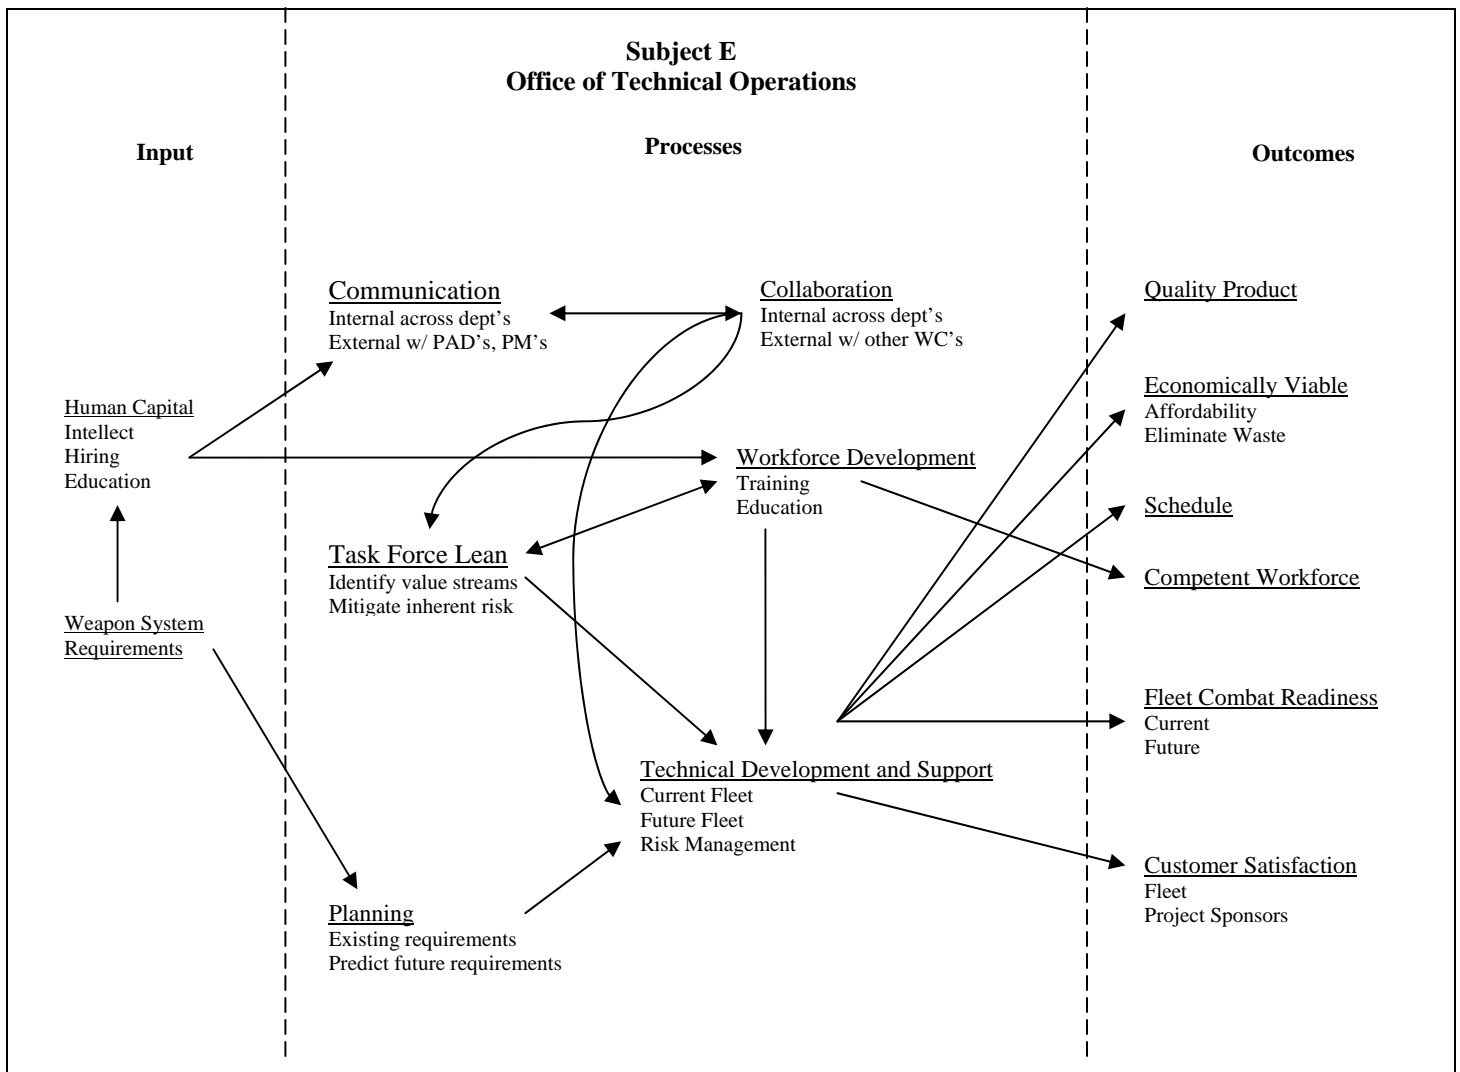 Subject E
Office of Technical Operations
Input
Processes
Outcomes
Communication
Internal across dept's
External w/ PAD's, PM's
Collaboration
Internal across dept's
External w/ other WC's
Quality Product
Economically Viable
Affordability
Eliminate Waste
Human Capital
Intellect
Hiring
Education
Workforce Development
Training
Education
Schedule
Task Force Lean
Identify value streams
Mitigate inherent risk
Competent Workforce
Weapon System
Requirements
Fleet Combat Readiness
Current
Future
Technical Development and Support
Current Fleet
Future Fleet
Risk Management
Customer Satisfaction
Fleet
Project Sponsors
Planning
Existing requirements
Predict future requirements